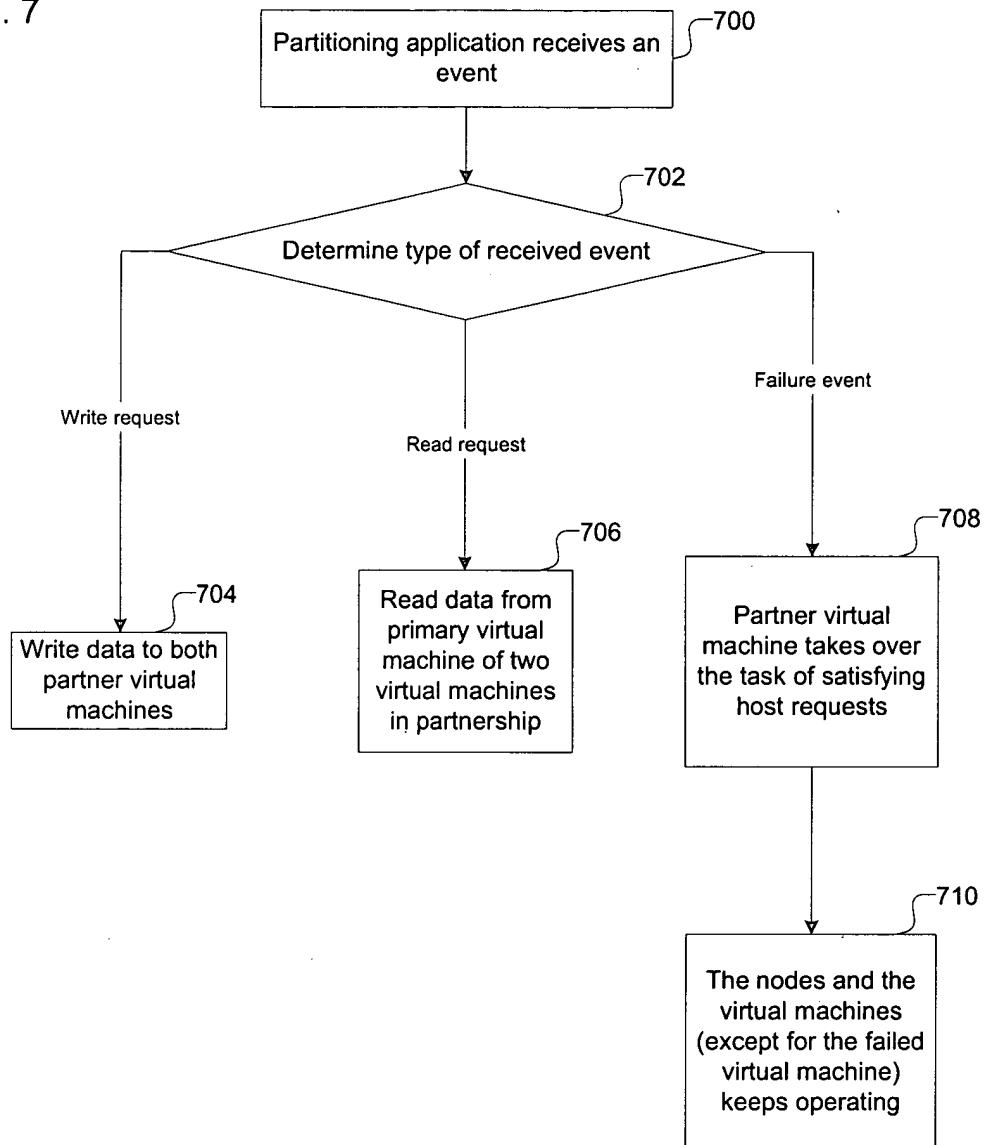 . 7
700
Partitioning application receives an
event
702
Determine type of received event
Write request
Read request
Failure event
704
Write data to both
partner virtual
machines
706
Read data from
primary virtual
machine of two
virtual machines
in partnership
708
Partner virtual
machine takes over
the task of satisfying
host requests
710
The nodes and the
virtual machines
(except for the failed
virtual machine)
keeps operating